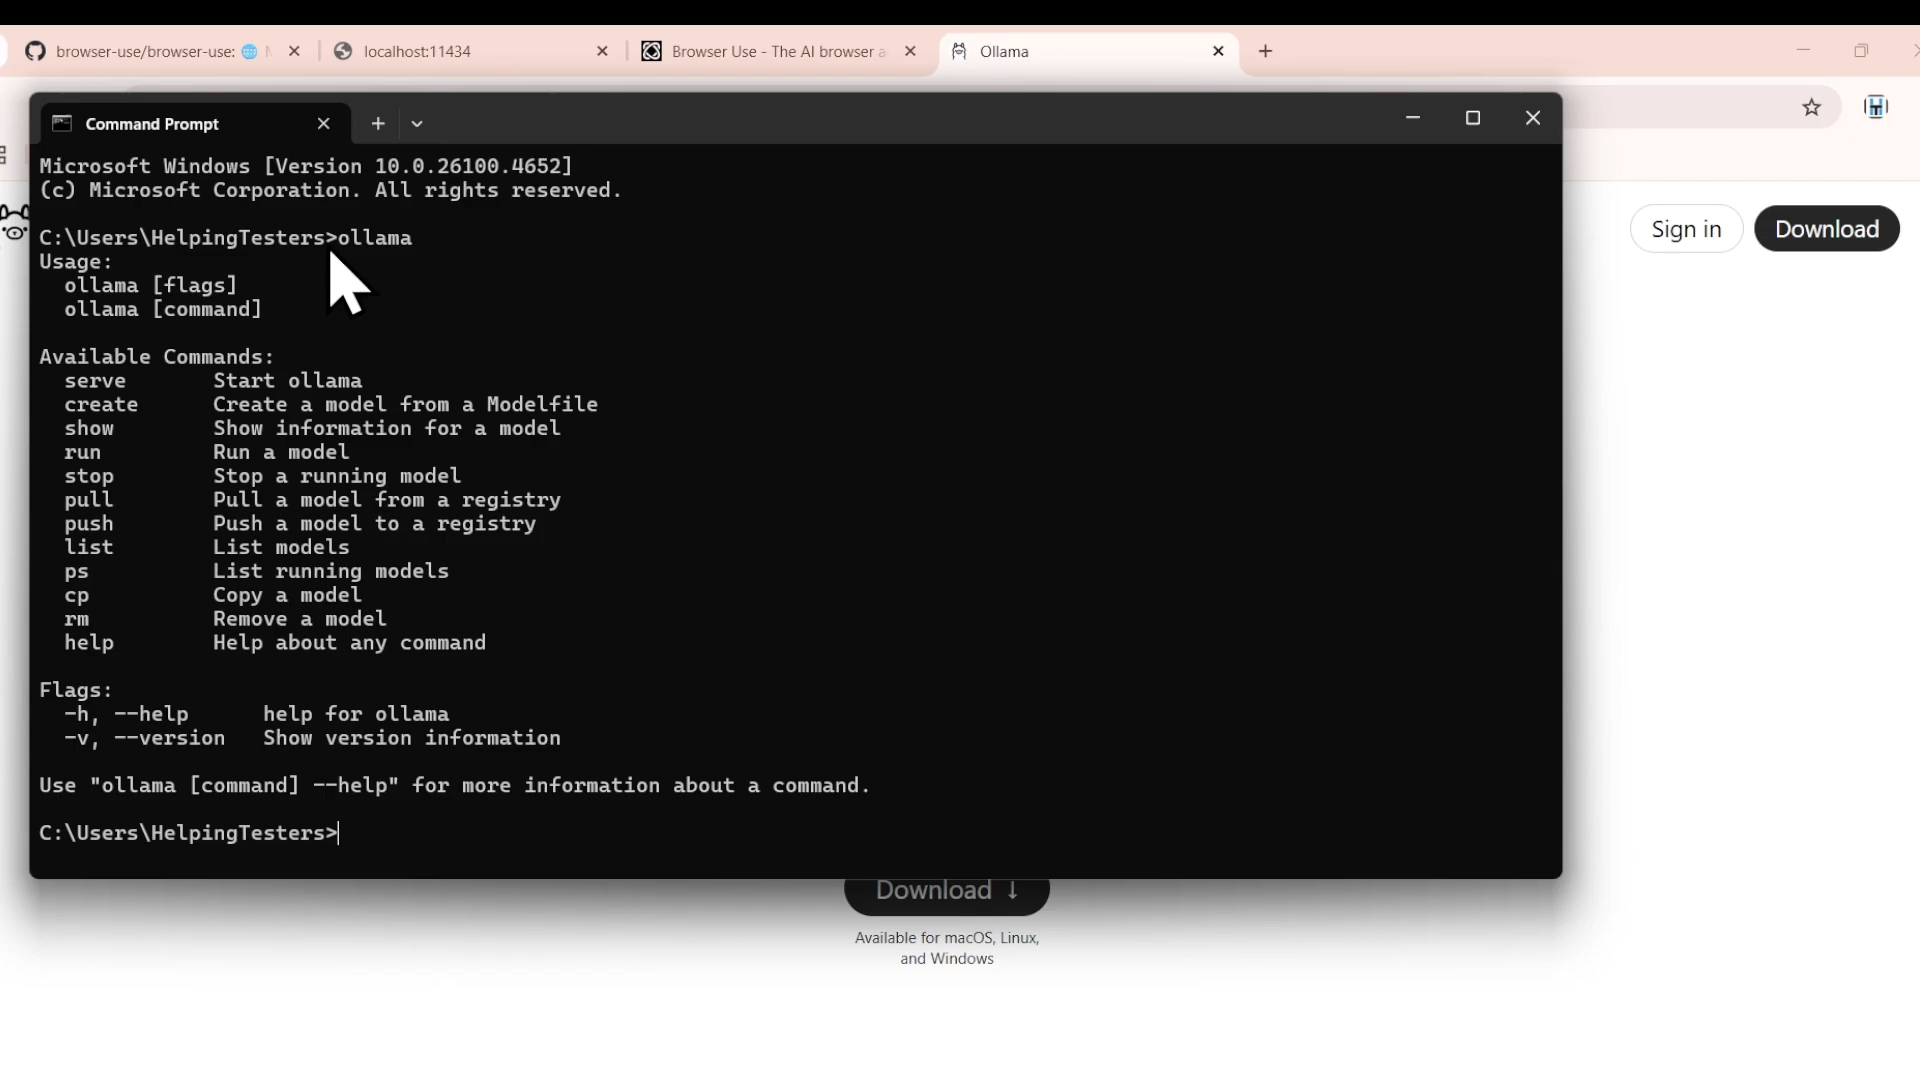 browser-use/browser-use: 🌐
localhost:11434
Browser Use - The AI browser a
Ollama
Command Prompt
Microsoft Windows [Version 10.0.26100.4652]
(c) Microsoft Corporation. All rights reserved.
Sign in
Download
C:\Users\HelpingTesters>ollama
Usage:
  ollama [flags]
  ollama [command]
Available Commands:
  serve       Start ollama
  create      Create a model from a Modelfile
  show        Show information for a model
  run         Run a model
  stop        Stop a running model
  pull        Pull a model from a registry
  push        Push a model to a registry
  list        List models
  ps          List running models
  cp          Copy a model
  rm          Remove a model
  help        Help about any command
Flags:
  -h, --help      help for ollama
  -v, --version   Show version information
Use "ollama [command] --help" for more information about a command.
C:\Users\HelpingTesters>
Download ↓
Available for macOS, Linux,
and Windows